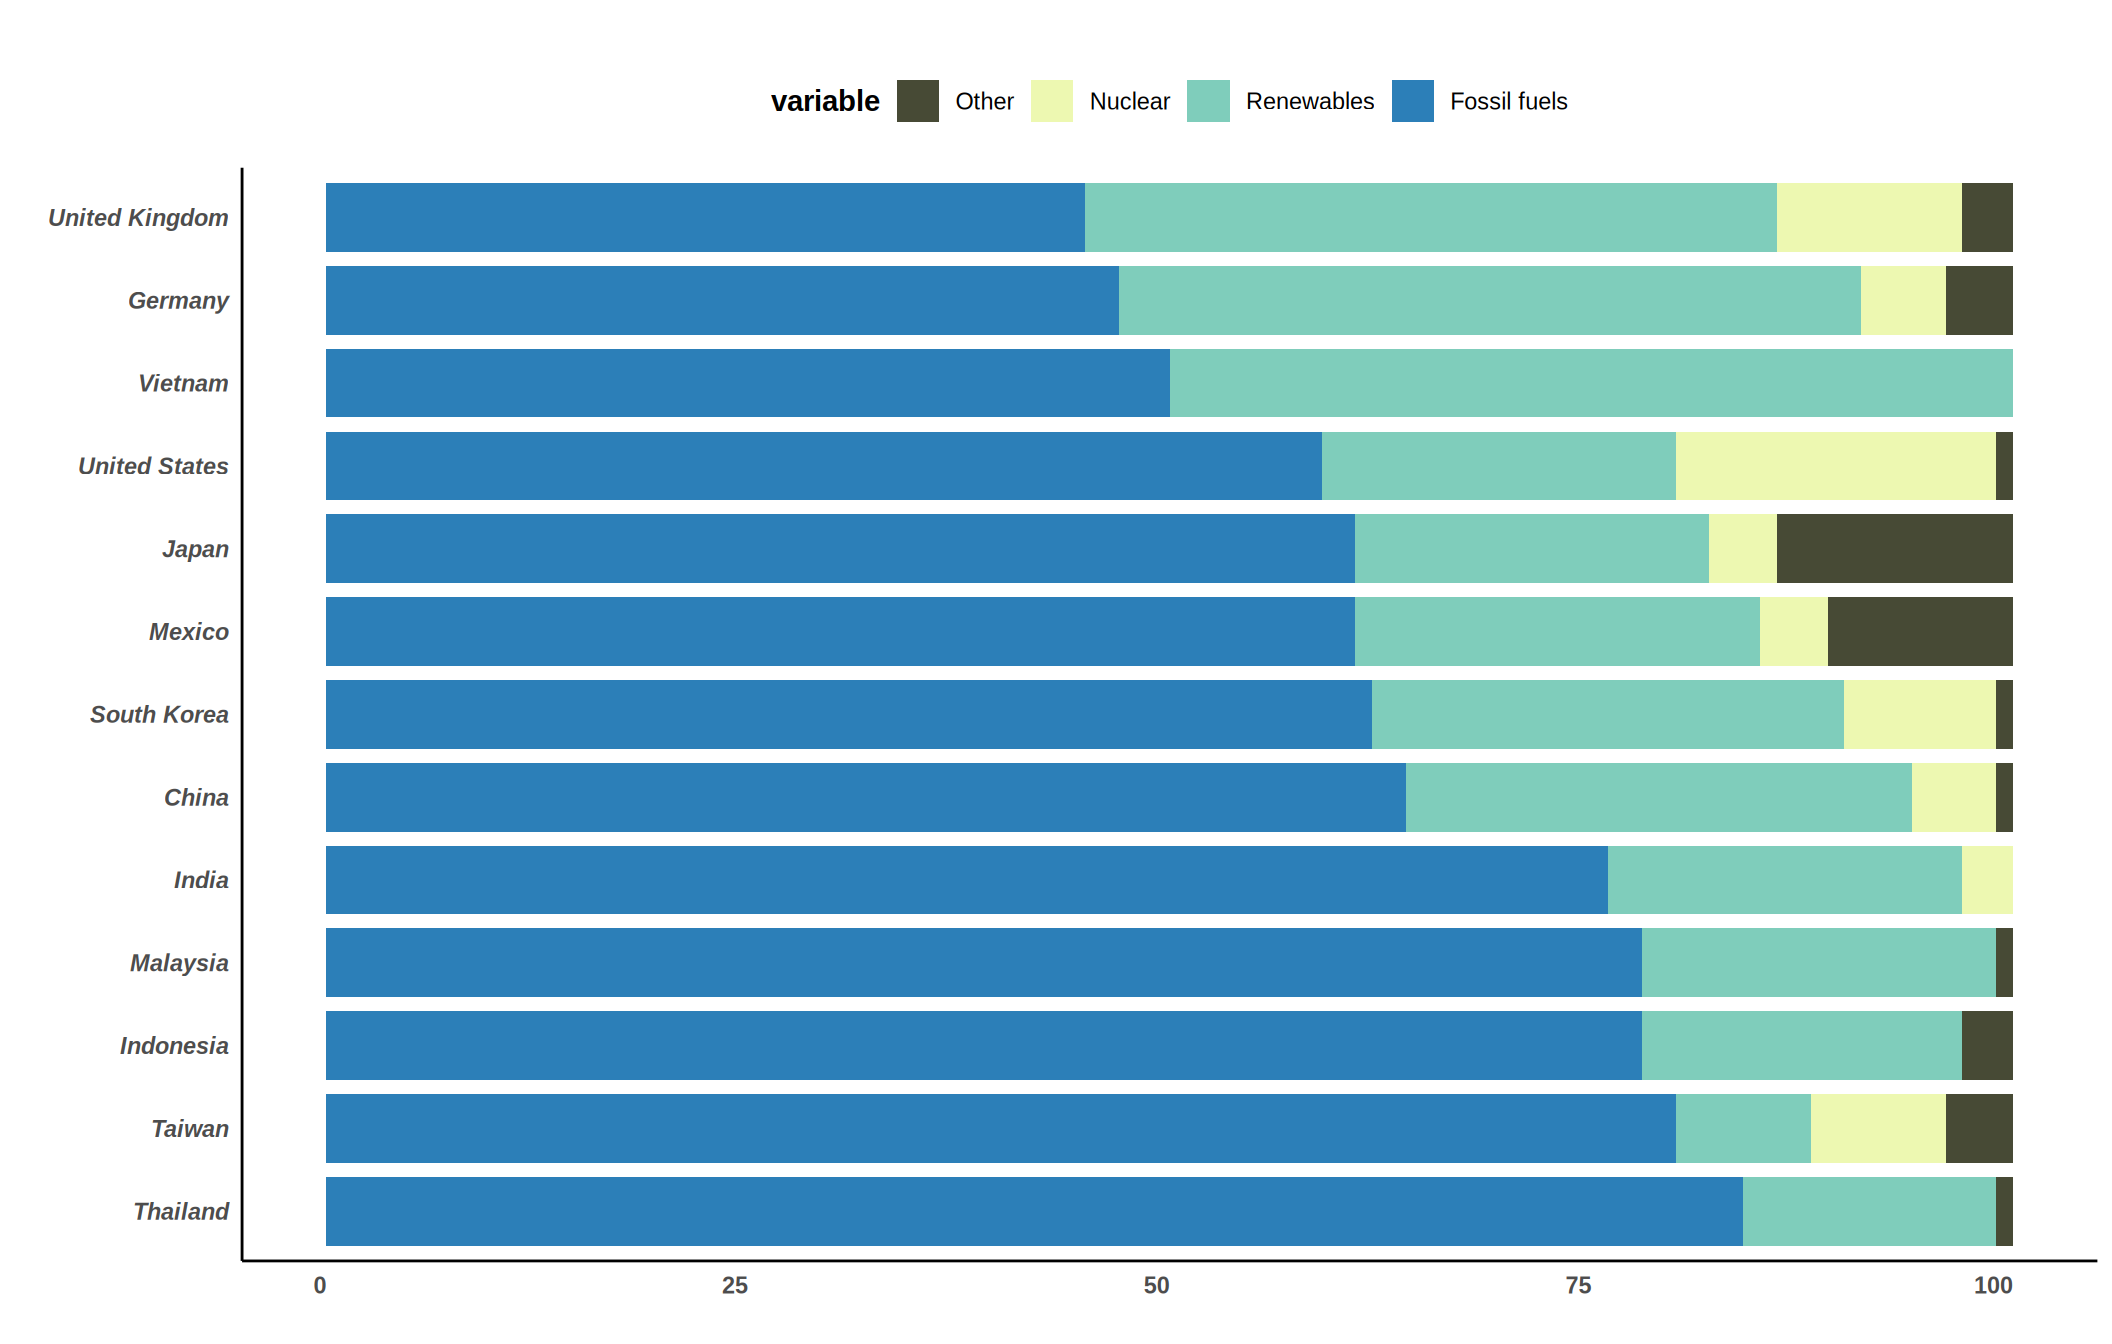 variable Other Nuclear Renewables Fossil fuels
United Kingdom
Germany
Vietnam
United States
Japan
Mexico
South Korea
China
India
Malaysia
Indonesia
Taiwan
Thailand
0 25 50 75 100